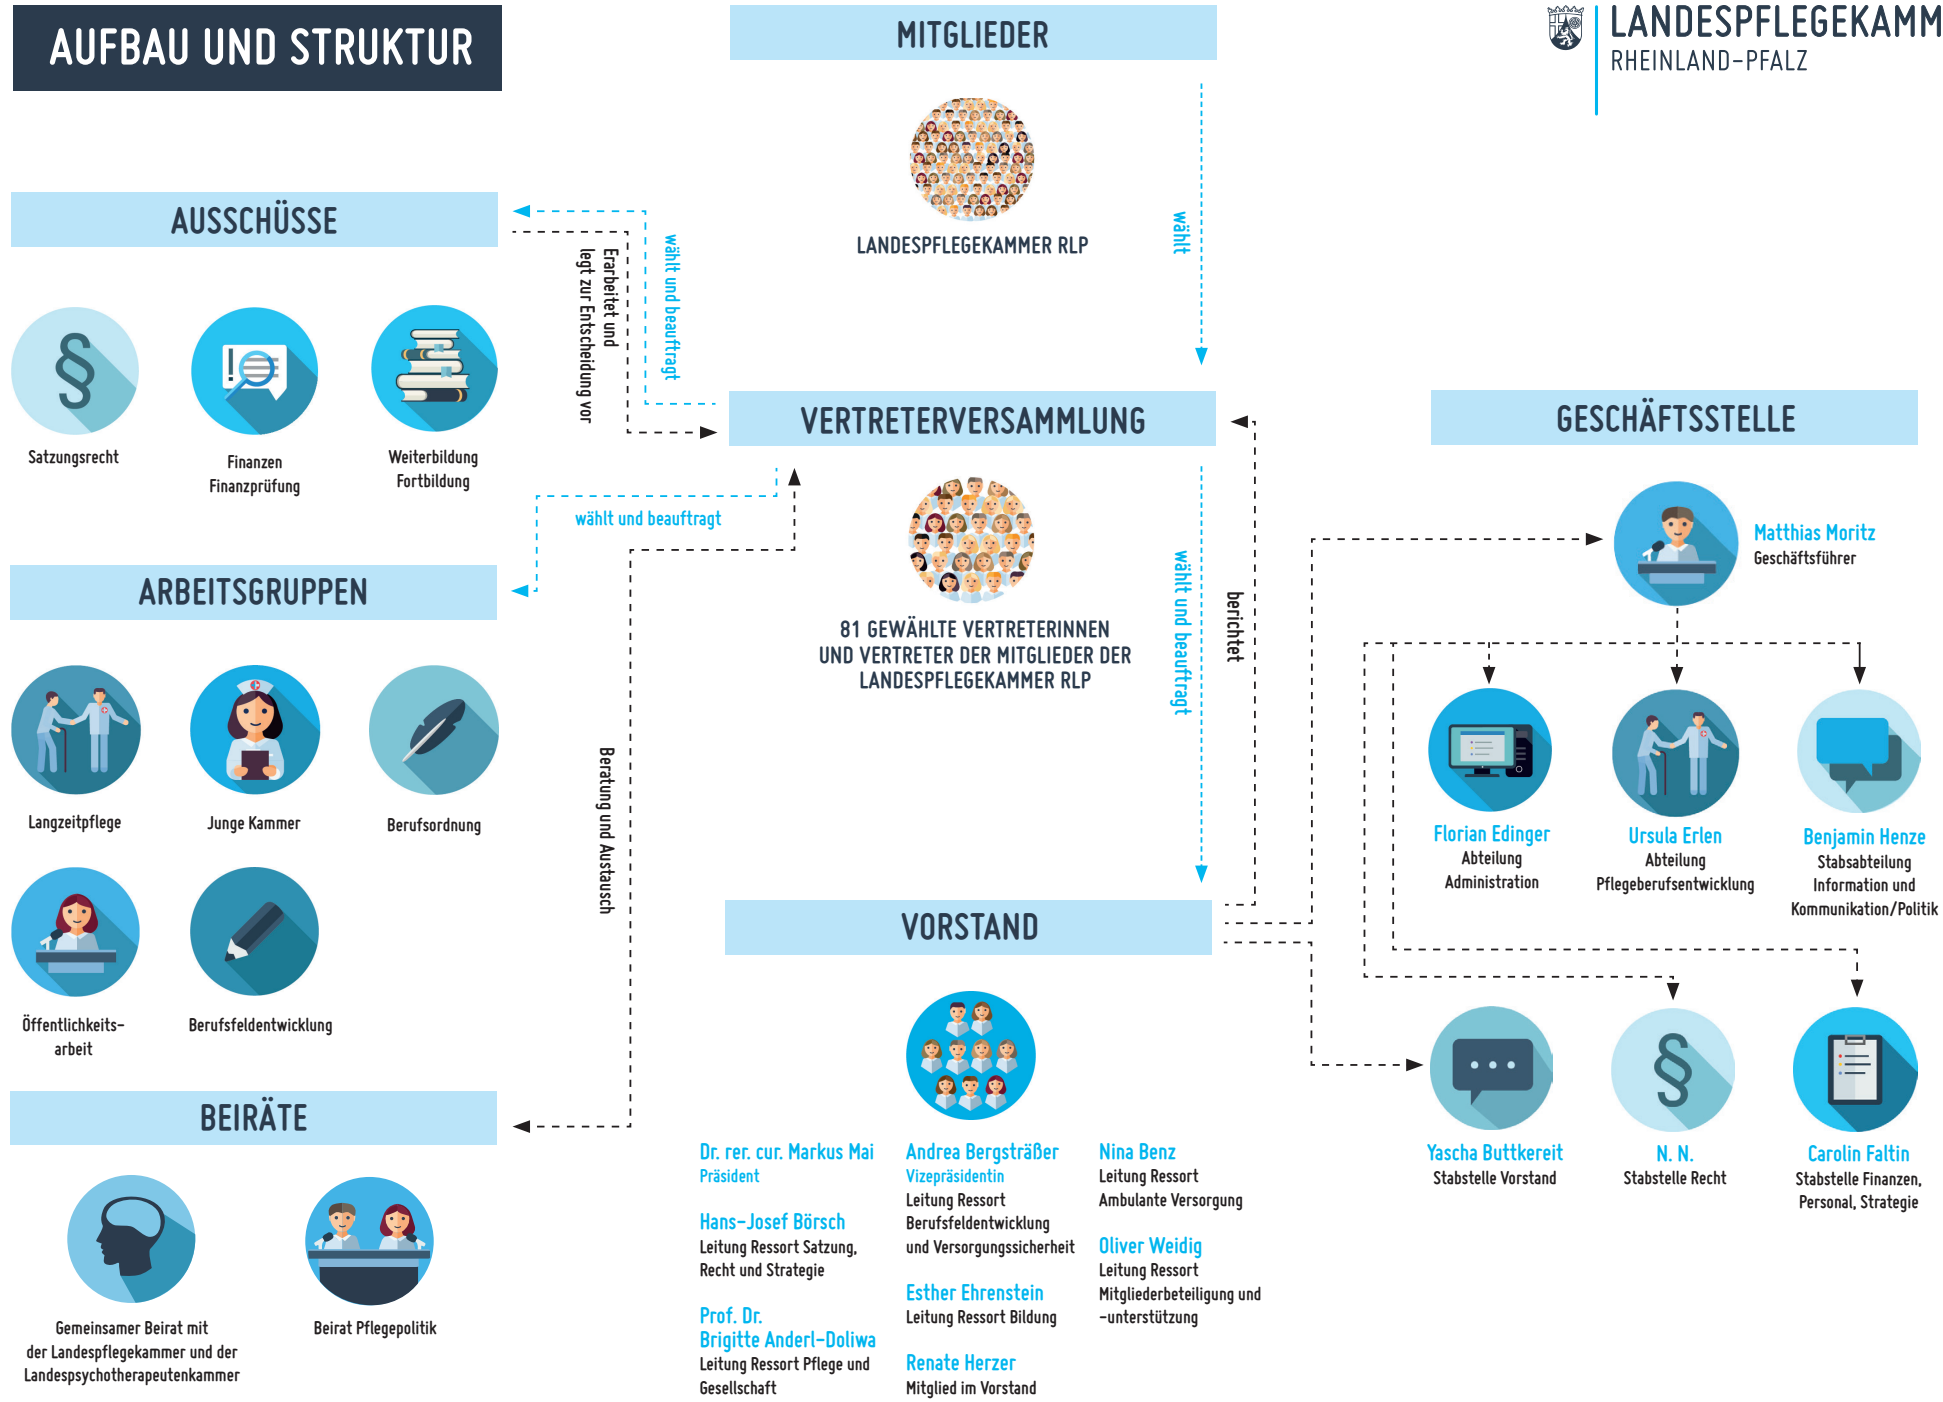 AUFBAU UND STRUKTUR
MITGLIEDER
LANDESPFLEGEKAMM
RHEINLAND-PFALZ
LANDESPFLEGEKAMMER RLP
wählt
AUSSCHÜSSE
Satzungsrecht
Finanzen
Finanzprüfung
Weiterbildung
Fortbildung
Erarbeitet und
legt zur Entscheidung vor
wählt und beauftragt
VERTRETERVERSAMMLUNG
81 GEWÄHLTE VERTRETERINNEN
UND VERTRETER DER MITGLIEDER DER
LANDESPFLEGEKAMMER RLP
wählt und beauftragt
wählt und beauftragt
berichtet
ARBEITSGRUPPEN
Langzeitpflege
Junge Kammer
Berufsordnung
Öffentlichkeits-
arbeit
Berufsfeldentwicklung
Beratung und Austausch
BEIRÄTE
Gemeinsamer Beirat mit
der Landespflegekammer und der
Landespsychotherapeutenkammer
Beirat Pflegepolitik
VORSTAND
Dr. rer. cur. Markus Mai
Präsident
Hans-Josef Börsch
Leitung Ressort Satzung,
Recht und Strategie
Prof. Dr.
Brigitte Anderl-Doliwa
Leitung Ressort Pflege und
Gesellschaft
Andrea Bergsträßer
Vizepräsidentin
Leitung Ressort
Berufsfeldentwicklung
und Versorgungssicherheit
Esther Ehrenstein
Leitung Ressort Bildung
Renate Herzer
Mitglied im Vorstand
Nina Benz
Leitung Ressort
Ambulante Versorgung
Oliver Weidig
Leitung Ressort
Mitgliederbeteiligung und
-unterstützung
GESCHÄFTSSTELLE
Matthias Moritz
Geschäftsführer
Florian Edinger
Abteilung
Administration
Ursula Erlen
Abteilung
Pflegeberufsentwicklung
Benjamin Henze
Stabsabteilung
Information und
Kommunikation/Politik
Yascha Buttkereit
Stabstelle Vorstand
N. N.
Stabstelle Recht
Carolin Faltin
Stabstelle Finanzen,
Personal, Strategie